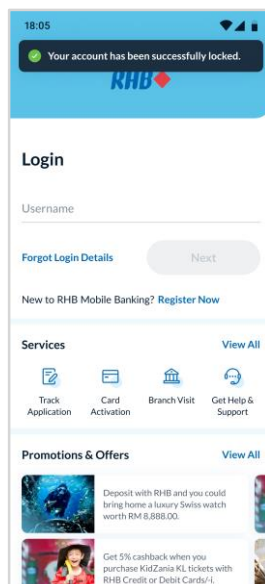 18:05
Your account has been successfully locked.
RHB
Login
Username
Forgot Login Details
Next
New to RHB Mobile Banking? Register Now
Services
View All
Track
Application
Card
Activation
Branch Visit
Get Help &
Support
Promotions & Offers
View All
Deposit with RHB and you could
bring home a luxury Swiss watch
worth RM 8,888.00.
Get 5% cashback when you
purchase KidZania KL tickets with
RHB Credit or Debit Cards/-i.